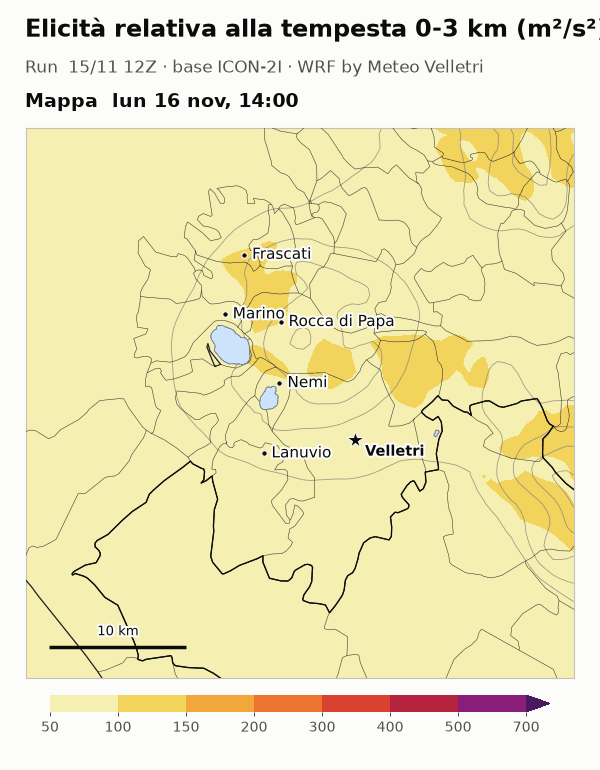 Elicità relativa alla tempesta 0-3 km (m²/s²)
Run 15/11 12Z · base ICON-2I · WRF by Meteo Velletri
Mappa lun 16 nov, 14:00
Frascati
Marino
Rocca di Papa
Nemi
Velletri
Lanuvio
10 km
50 100 150 200 300 400 500 700